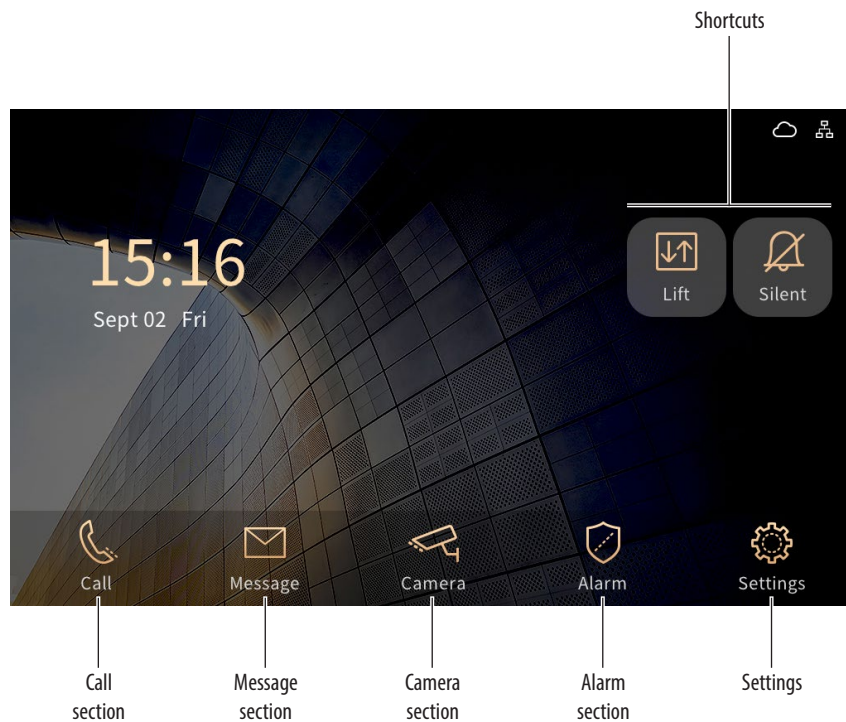 Shortcuts
15:16
Sept 02 Fri
Lift
Silent
Call
Message
Camera
Alarm
Settings
Call
section
Message
section
Camera
section
Alarm
section
Settings